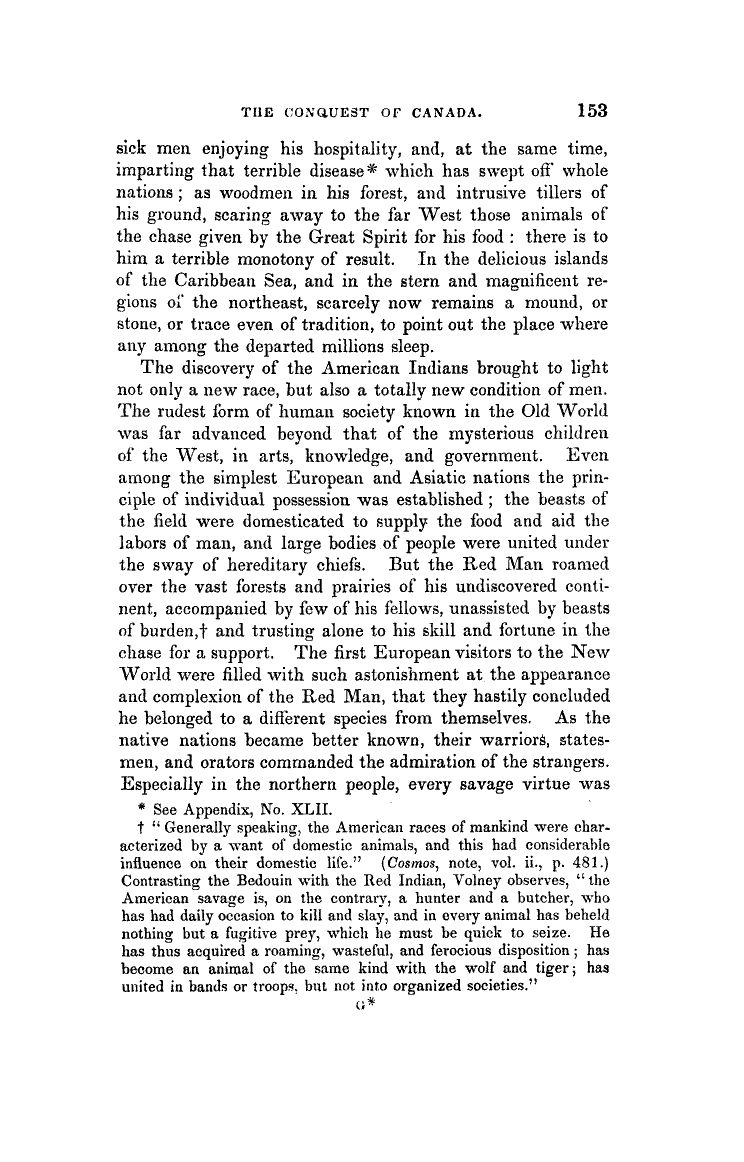 THE CONQUEST OF CANADA. 153
sick men enjoying his hospitality, and, at the same time,
imparting that terrible disease* which has swept off whole
nations; as woodmen in his forest, and intrusive tillers of
his ground, scaring away to the far West those animals of
the chase given by the Great Spirit for his food: there is to
him a terrible monotony of result. In the delicious islands
of the Caribbean Sea, and in the stern and magnificent re-
gions of the northeast, scarcely now remains a mound, or
stone, or trace even of tradition, to point out the place where
any among the departed millions sleep.
The discovery of the American Indians brought to light
not only a new race, but also a totally new condition of men.
The rudest form of human society known in the Old World
was far advanced beyond that of the mysterious children
of the West, in arts, knowledge, and government. Even
among the simplest European and Asiatic nations the prin-
ciple of individual possession was established; the beasts of
the field were domesticated to supply the food and aid the
labors of man, and large bodies of people were united under
the sway of hereditary chiefs. But the Red Man roamed
over the vast forests and prairies of his undiscovered conti-
nent, accompanied by few of his fellows, unassisted by beasts
of burden,† and trusting alone to his skill and fortune in the
chase for a support. The first European visitors to the New
World were filled with such astonishment at the appearance
and complexion of the Red Man, that they hastily concluded
he belonged to a different species from themselves. As the
native nations became better known, their warriors, states-
men, and orators commanded the admiration of the strangers.
Especially in the northern people, every savage virtue was
* See Appendix, No. XLII.
† "Generally speaking, the American races of mankind were char-
acterized by a want of domestic animals, and this had considerable
influence on their domestic life." (Cosmos, note, vol. ii., p. 481.)
Contrasting the Bedouin with the Red Indian, Volney observes, "the
American savage is, on the contrary, a hunter and a butcher, who
has had daily occasion to kill and slay, and in every animal has beheld
nothing but a fugitive prey, which he must be quick to seize. He
has thus acquired a roaming, wasteful, and ferocious disposition; has
become an animal of the same kind with the wolf and tiger; has
united in bands or troops, but not into organized societies."
G*